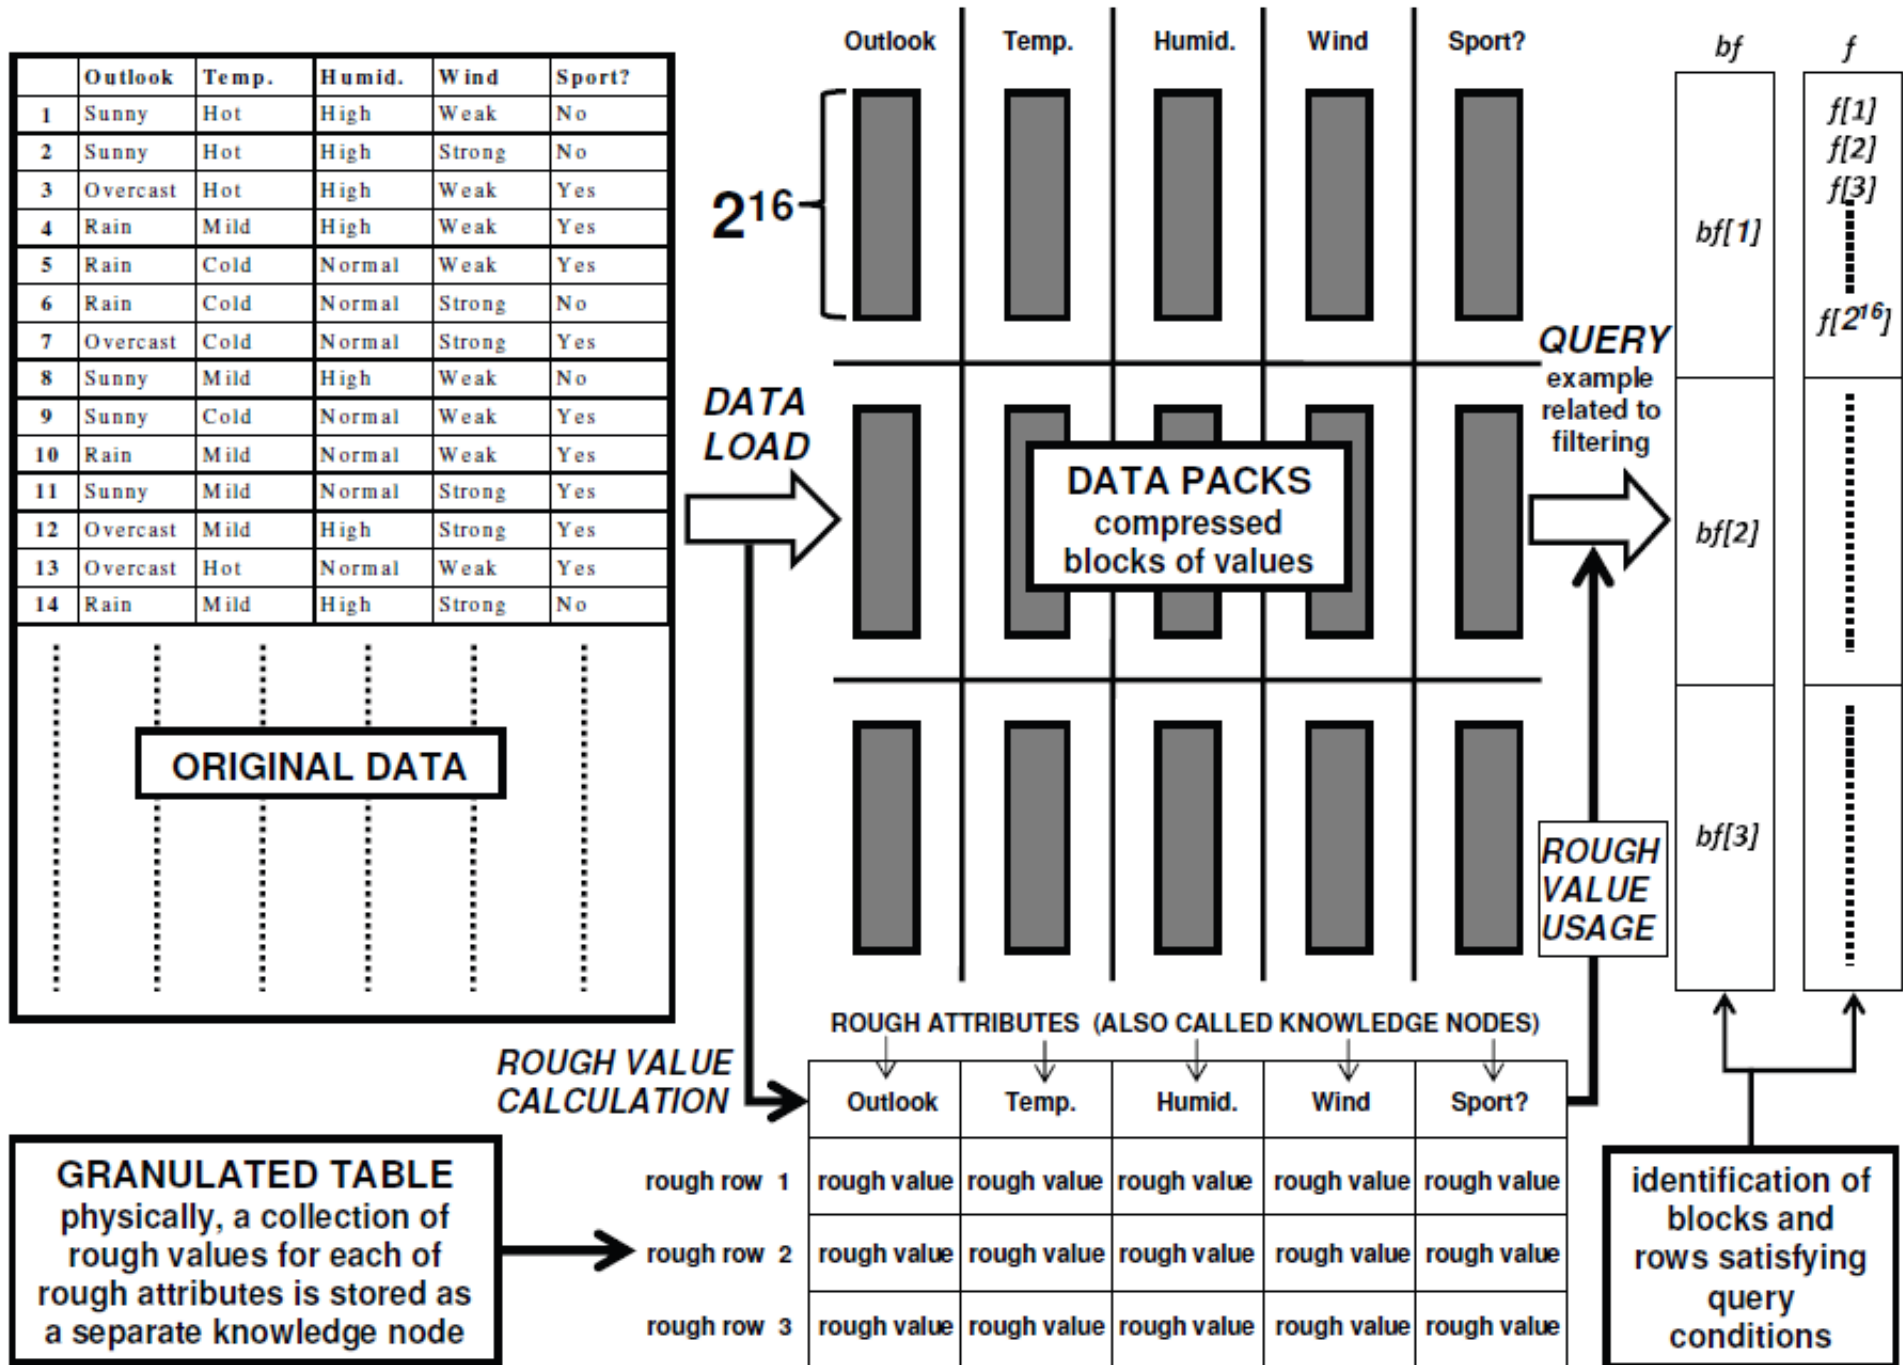 Outlook Temp. Humid. Wind Sport?
1 Sunny Hot High Weak No
2 Sunny Hot High Strong No
3 Overcast Hot High Weak Yes
4 Rain Mild High Weak Yes
5 Rain Cold Normal Weak Yes
6 Rain Cold Normal Strong No
7 Overcast Cold Normal Strong Yes
8 Sunny Mild High Weak No
9 Sunny Cold Normal Weak Yes
10 Rain Mild Normal Weak Yes
11 Sunny Mild Normal Strong Yes
12 Overcast Mild High Strong Yes
13 Overcast Hot Normal Weak Yes
14 Rain Mild High Strong No
ORIGINAL DATA
DATA
LOAD
Outlook Temp. Humid. Wind Sport?
2¹⁶
DATA PACKS
compressed
blocks of values
QUERY
example
related to
filtering
bf f
bf[1]
f[1]
f[2]
f[3]
f[2¹⁶]
bf[2]
bf[3]
ROUGH
VALUE
USAGE
ROUGH VALUE
CALCULATION
ROUGH ATTRIBUTES (ALSO CALLED KNOWLEDGE NODES)
Outlook Temp. Humid. Wind Sport?
rough row 1 rough value rough value rough value rough value rough value
rough row 2 rough value rough value rough value rough value rough value
rough row 3 rough value rough value rough value rough value rough value
GRANULATED TABLE
physically, a collection of
rough values for each of
rough attributes is stored as
a separate knowledge node
identification of
blocks and
rows satisfying
query
conditions